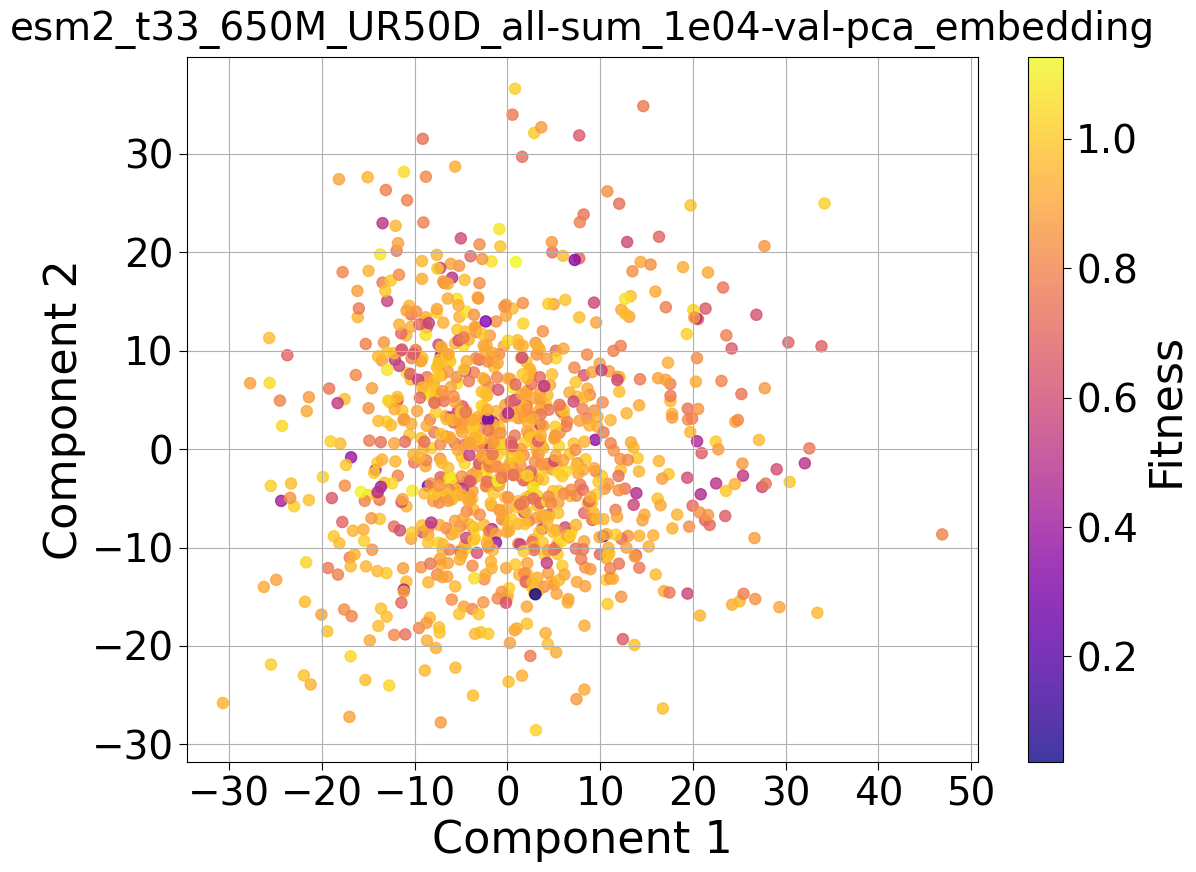 esm2_t33_650M_UR50D_all-sum_1e04-val-pca_embedding
Component 2
30
20
10
0
−10
−20
−30
−30 −20 −10 0 10 20 30 40 50
Component 1
1.0
0.8
0.6
0.4
0.2
Fitness